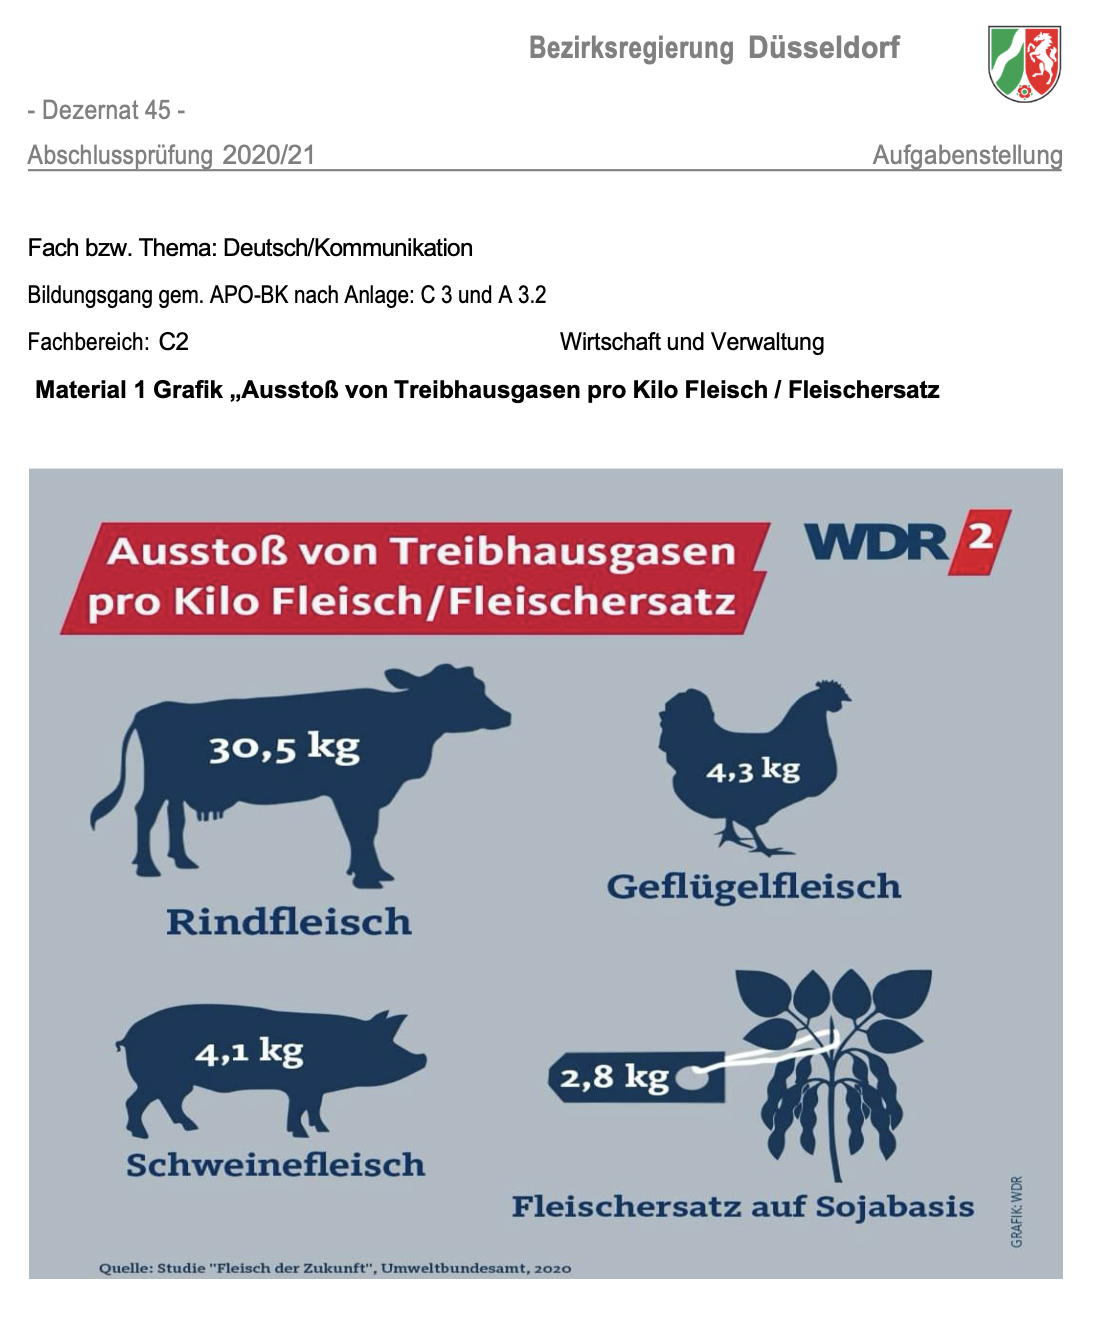 Bezirksregierung Düsseldorf
- Dezernat 45 -
Abschlussprüfung 2020/21 Aufgabenstellung
Fach bzw. Thema: Deutsch/Kommunikation
Bildungsgang gem. APO-BK nach Anlage: C 3 und A 3.2
Fachbereich: C2 Wirtschaft und Verwaltung
Material 1 Grafik „Ausstoß von Treibhausgasen pro Kilo Fleisch / Fleischersatz
Ausstoß von Treibhausgasen
pro Kilo Fleisch/Fleischersatz
WDR 2
30,5 kg
Rindfleisch
4,3 kg
Geflügelfleisch
4,1 kg
Schweinefleisch
2,8 kg
Fleischersatz auf Sojabasis
GRAFIK: WDR
Quelle: Studie "Fleisch der Zukunft", Umweltbundesamt, 2020